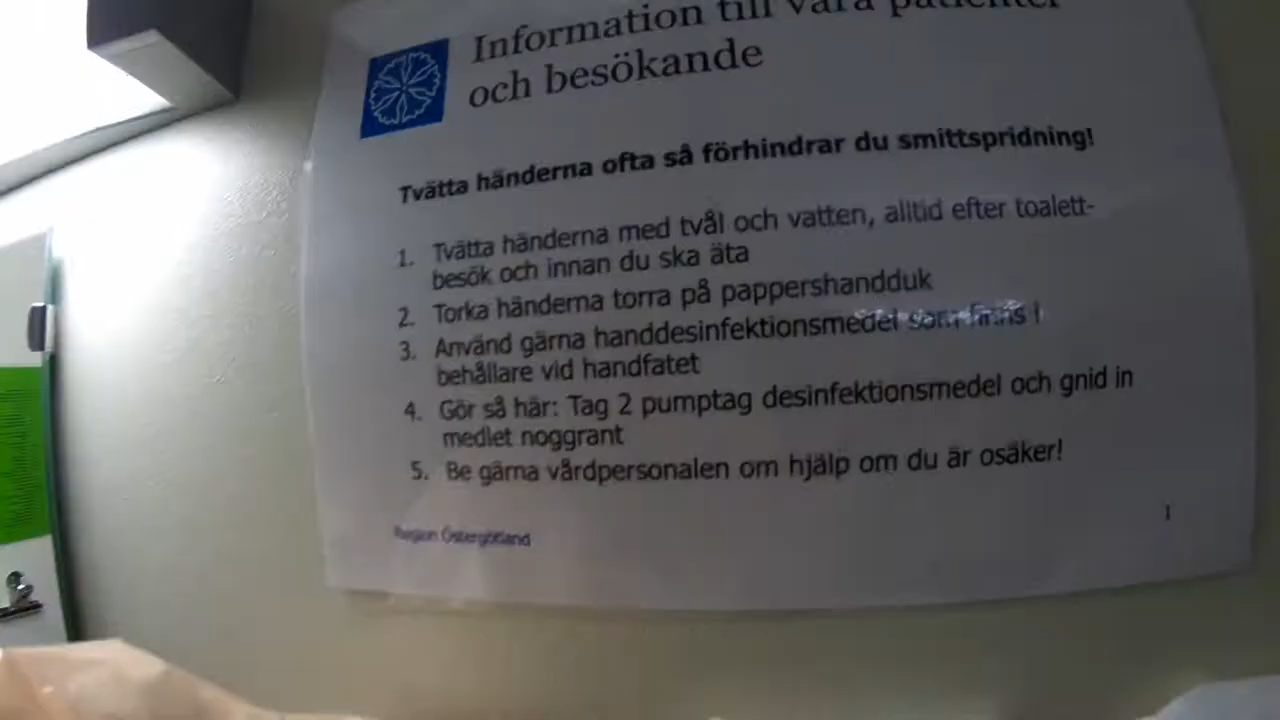 Information till våra patienter
och besökande
Tvätta händerna ofta så förhindrar du smittspridning!
1. Tvätta händerna med tvål och vatten, alltid efter toalett-
besök och innan du ska äta
2. Torka händerna torra på pappershandduk
3. Använd gärna handdesinfektionsmedel som finns i
behållare vid handfatet
4. Gör så här: Tag 2 pumptag desinfektionsmedel och gnid in
medlet noggrant
5. Be gärna vårdpersonalen om hjälp om du är osäker!
Region Östergötland
1